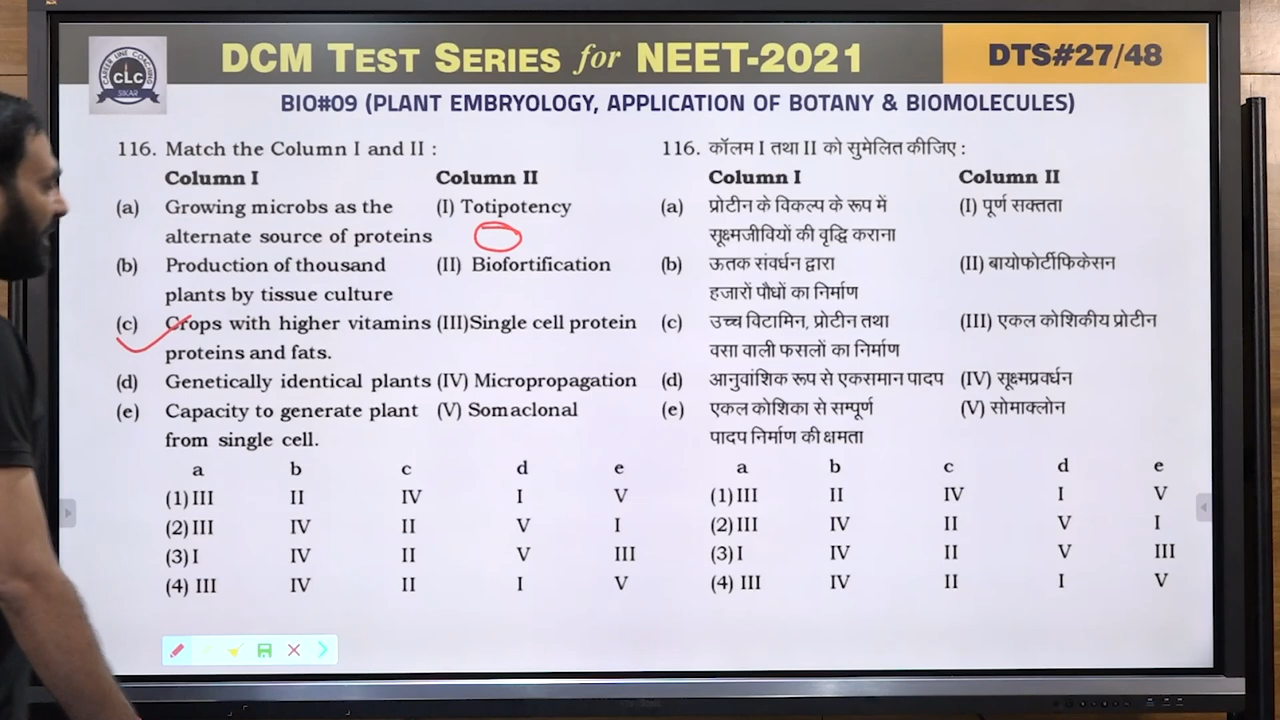 DCM TEST SERIES for NEET-2021
DTS#27/48
CAREER LINE COACHING
CLC
SIKAR
BIO#09 (PLANT EMBRYOLOGY, APPLICATION OF BOTANY & BIOMOLECULES)
116. Match the Column I and II :
Column I Column II
(a) Growing microbs as the (I) Totipotency
alternate source of proteins
(b) Production of thousand (II) Biofortification
plants by tissue culture
(c) Crops with higher vitamins (III)Single cell protein
proteins and fats.
(d) Genetically identical plants (IV) Micropropagation
(e) Capacity to generate plant (V) Somaclonal
from single cell.
a b c d e
(1) III II IV I V
(2) III IV II V I
(3) I IV II V III
(4) III IV II I V
116. कॉलम I तथा II को सुमेलित कीजिए :
Column I Column II
(a) प्रोटीन के विकल्प के रूप में (I) पूर्ण सक्तता
सूक्ष्मजीवियों की वृद्धि कराना
(b) ऊतक संवर्धन द्वारा (II) बायोफोर्टीफिकेसन
हजारों पौधों का निर्माण
(c) उच्च विटामिन, प्रोटीन तथा (III) एकल कोशिकीय प्रोटीन
वसा वाली फसलों का निर्माण
(d) आनुवांशिक रूप से एकसमान पादप (IV) सूक्ष्मप्रवर्धन
(e) एकल कोशिका से सम्पूर्ण (V) सोमाक्लोन
पादप निर्माण की क्षमता
a b c d e
(1) III II IV I V
(2) III IV II V I
(3) I IV II V III
(4) III IV II I V